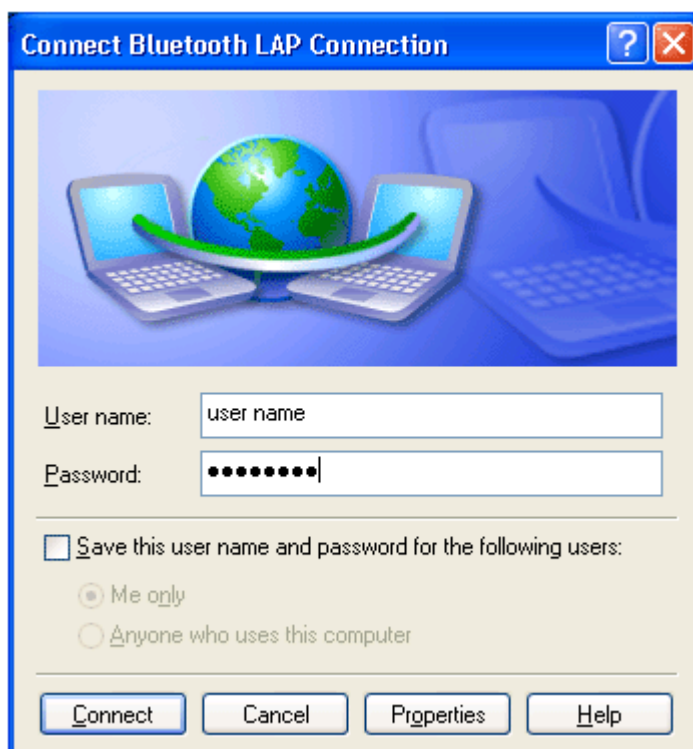 Connect Bluetooth LAP Connection
?
User name:
user name
Password:
●●●●●●●●
Save this user name and password for the following users:
Me only
Anyone who uses this computer
Connect
Cancel
Properties
Help